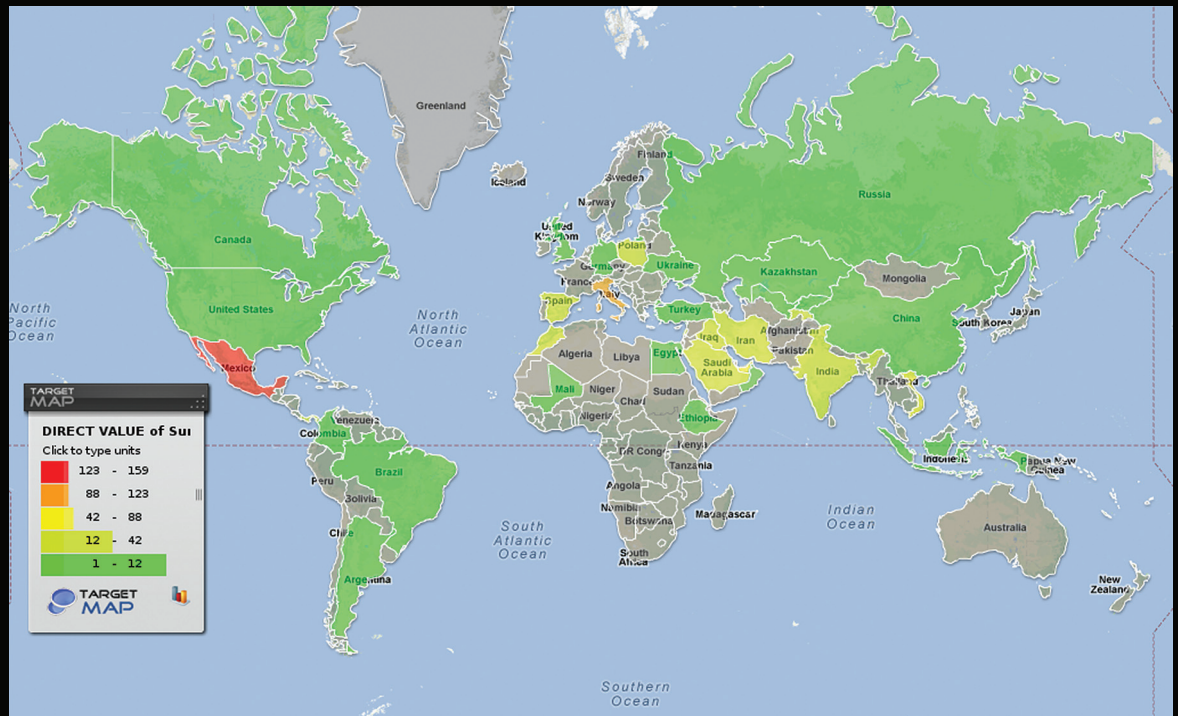 Greenland
Iceland
Finland
Sweden
Norway
Russia
Canada
United
Kingdom
Poland
Germany
Ukraine
Kazakhstan
Mongolia
France
Italy
North
Pacific
Ocean
United States
North
Atlantic
Ocean
Spain
Turkey
China
South Korea
Japan
Mexico
Algeria
Libya
Egypt
Iraq
Iran
Afghanistan
Pakistan
Saudi
Arabia
India
Thailand
Mali
Niger
Chad
Sudan
Nigeria
Ethiopia
Venezuela
Colombia
DR Congo
Kenya
Indones
Papua New
Guinea
Peru
Brazil
Tanzania
Bolivia
Angola
Namibia
Madagascar
Botswana
Chile
South
Atlantic
Ocean
Indian
Ocean
Australia
South
Africa
Argentina
New
Zealand
Southern
Ocean
TARGET
MAP
DIRECT VALUE of Sui
Click to type units
123 - 159
88 - 123
42 - 88
12 - 42
1 - 12
TARGET
MAP